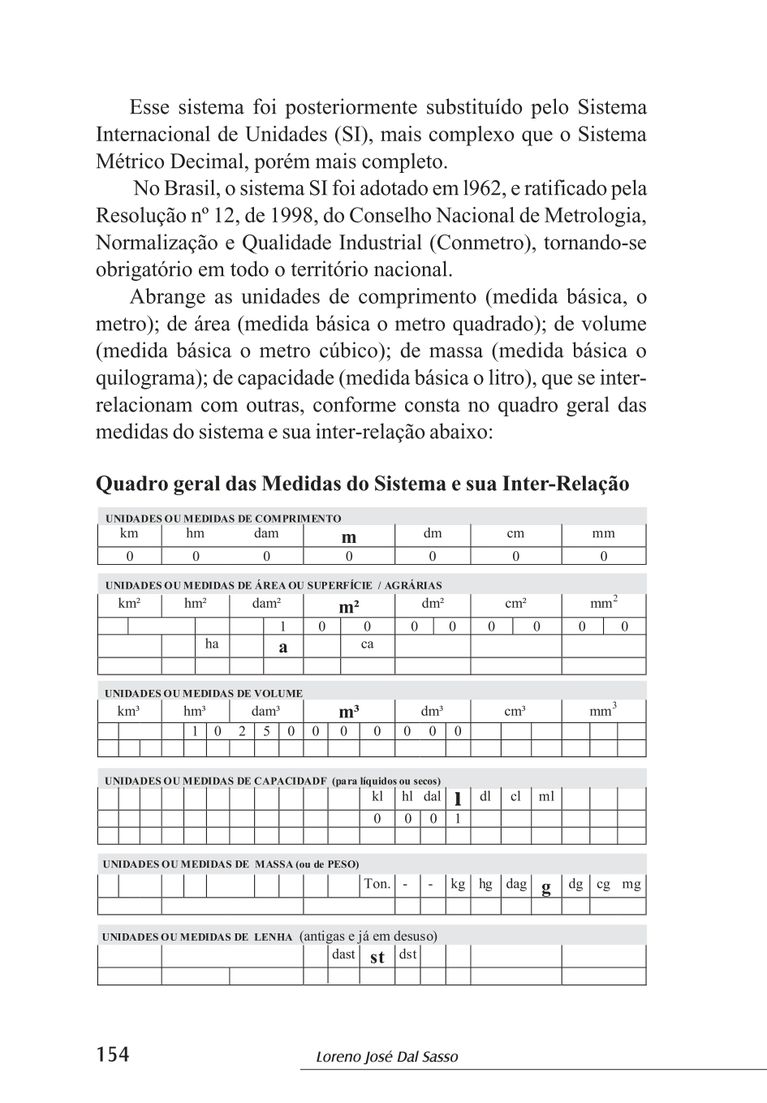 Esse sistema foi posteriormente substituído pelo Sistema
Internacional de Unidades (SI), mais complexo que o Sistema
Métrico Decimal, porém mais completo.
No Brasil, o sistema SI foi adotado em l962, e ratificado pela
Resolução nº 12, de 1998, do Conselho Nacional de Metrologia,
Normalização e Qualidade Industrial (Conmetro), tornando-se
obrigatório em todo o território nacional.
Abrange as unidades de comprimento (medida básica, o
metro); de área (medida básica o metro quadrado); de volume
(medida básica o metro cúbico); de massa (medida básica o
quilograma); de capacidade (medida básica o litro), que se inter-
relacionam com outras, conforme consta no quadro geral das
medidas do sistema e sua inter-relação abaixo:
Quadro geral das Medidas do Sistema e sua Inter-Relação
UNIDADES OU MEDIDAS DE COMPRIMENTO
km hm dam m dm cm mm
0 0 0 0 0 0 0
UNIDADES OU MEDIDAS DE ÁREA OU SUPERFÍCIE / AGRÁRIAS
km² hm² dam² m² dm² cm² mm²
1 0 0 0 0 0 0 0 0
ha a ca
UNIDADES OU MEDIDAS DE VOLUME
km³ hm³ dam³ m³ dm³ cm³ mm³
1 0 2 5 0 0 0 0 0 0 0
UNIDADES OU MEDIDAS DE CAPACIDADF (para líquidos ou secos)
kl hl dal l dl cl ml
0 0 0 1
UNIDADES OU MEDIDAS DE MASSA (ou de PESO)
Ton. - - kg hg dag g dg cg mg
UNIDADES OU MEDIDAS DE LENHA (antigas e já em desuso)
dast st dst
154 Loreno José Dal Sasso